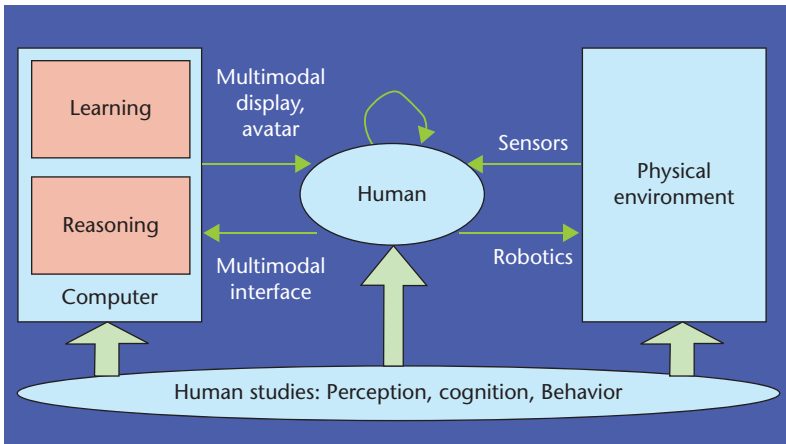 Learning
Reasoning
Computer
Multimodal
display,
avatar
Multimodal
interface
Human
Sensors
Robotics
Physical
environment
Human studies: Perception, cognition, Behavior